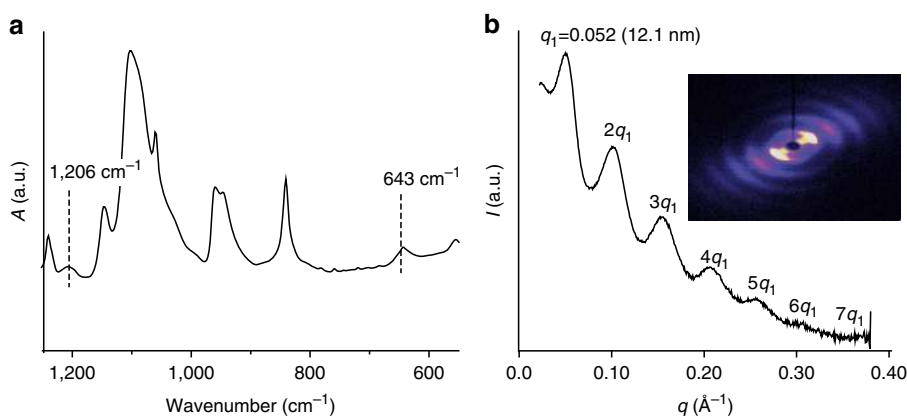 a
A (a.u.)
1,206 cm⁻¹
643 cm⁻¹
1,200
1,000
800
600
Wavenumber (cm⁻¹)
b
I (a.u.)
q₁=0.052 (12.1 nm)
2q₁
3q₁
4q₁
5q₁
6q₁
7q₁
0.0
0.10
0.20
0.30
0.40
q (Å⁻¹)